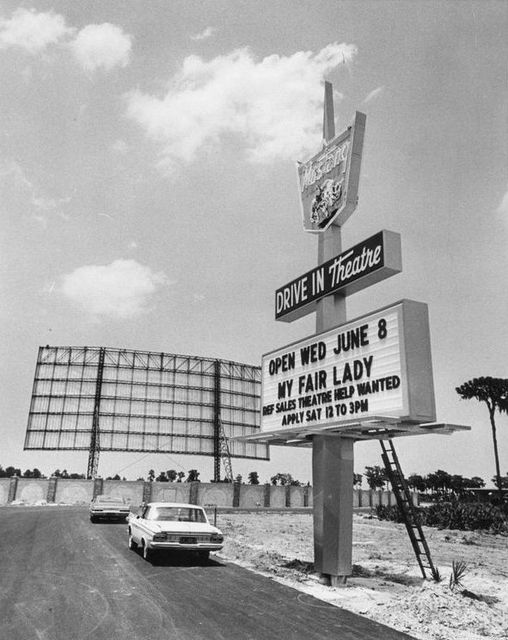 Mustang
DRIVE IN Theatre
OPEN WED JUNE 8
MY FAIR LADY
REF SALES THEATRE HELP WANTED
APPLY SAT 12 TO 3PM